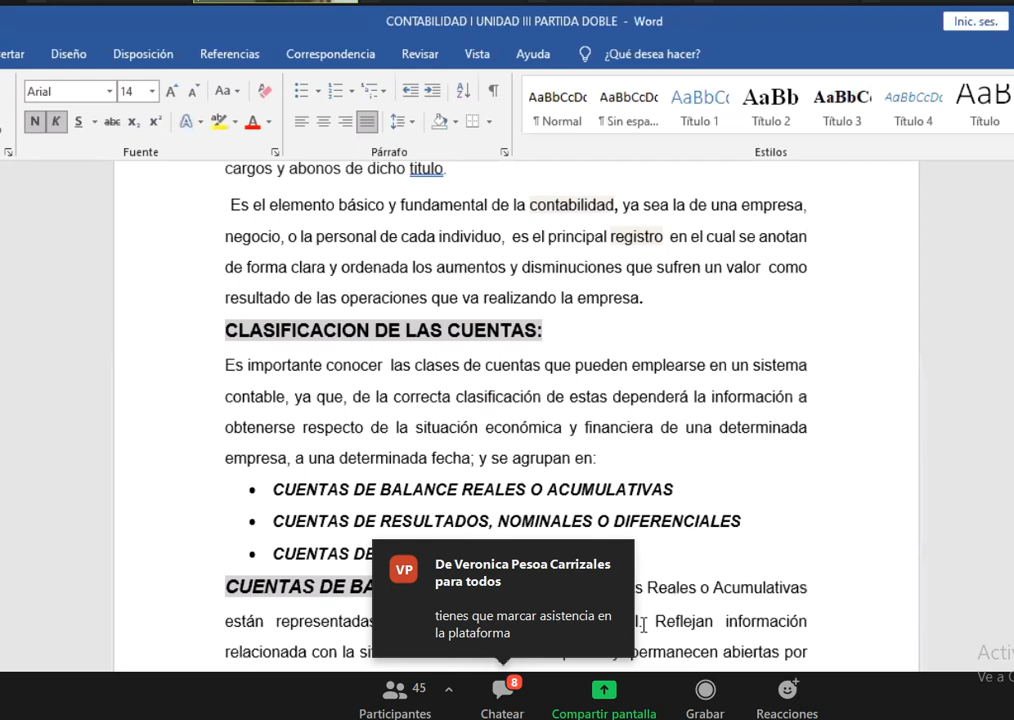 CONTABILIDAD I UNIDAD III PARTIDA DOBLE - Word
Inic. ses.
ertar Diseño Disposición Referencias Correspondencia Revisar Vista Ayuda ¿Qué desea hacer?
Arial 14 Aa
N K S abc x₂ x² A A
AaBbCcDc AaBbCcDc AaBbCc AaBb AaBbC AaBbCcDc AaB
¶ Normal ¶ Sin espa... Título 1 Título 2 Título 3 Título 4 Título
Fuente Párrafo Estilos
cargos y abonos de dicho titulo.
Es el elemento básico y fundamental de la contabilidad, ya sea la de una empresa,
negocio, o la personal de cada individuo, es el principal registro en el cual se anotan
de forma clara y ordenada los aumentos y disminuciones que sufren un valor como
resultado de las operaciones que va realizando la empresa.
CLASIFICACION DE LAS CUENTAS:
Es importante conocer las clases de cuentas que pueden emplearse en un sistema
contable, ya que, de la correcta clasificación de estas dependerá la información a
obtenerse respecto de la situación económica y financiera de una determinada
empresa, a una determinada fecha; y se agrupan en:
• CUENTAS DE BALANCE REALES O ACUMULATIVAS
• CUENTAS DE RESULTADOS, NOMINALES O DIFERENCIALES
• CUENTAS DE
CUENTAS DE BA s Reales o Acumulativas
están representadas l. Reflejan información
relacionada con la si y permanecen abiertas por
VP
De Veronica Pesoa Carrizales
para todos
tienes que marcar asistencia en
la plataforma
Activ
Ve a C
45 8
Participantes Chatear Compartir pantalla Grabar Reacciones